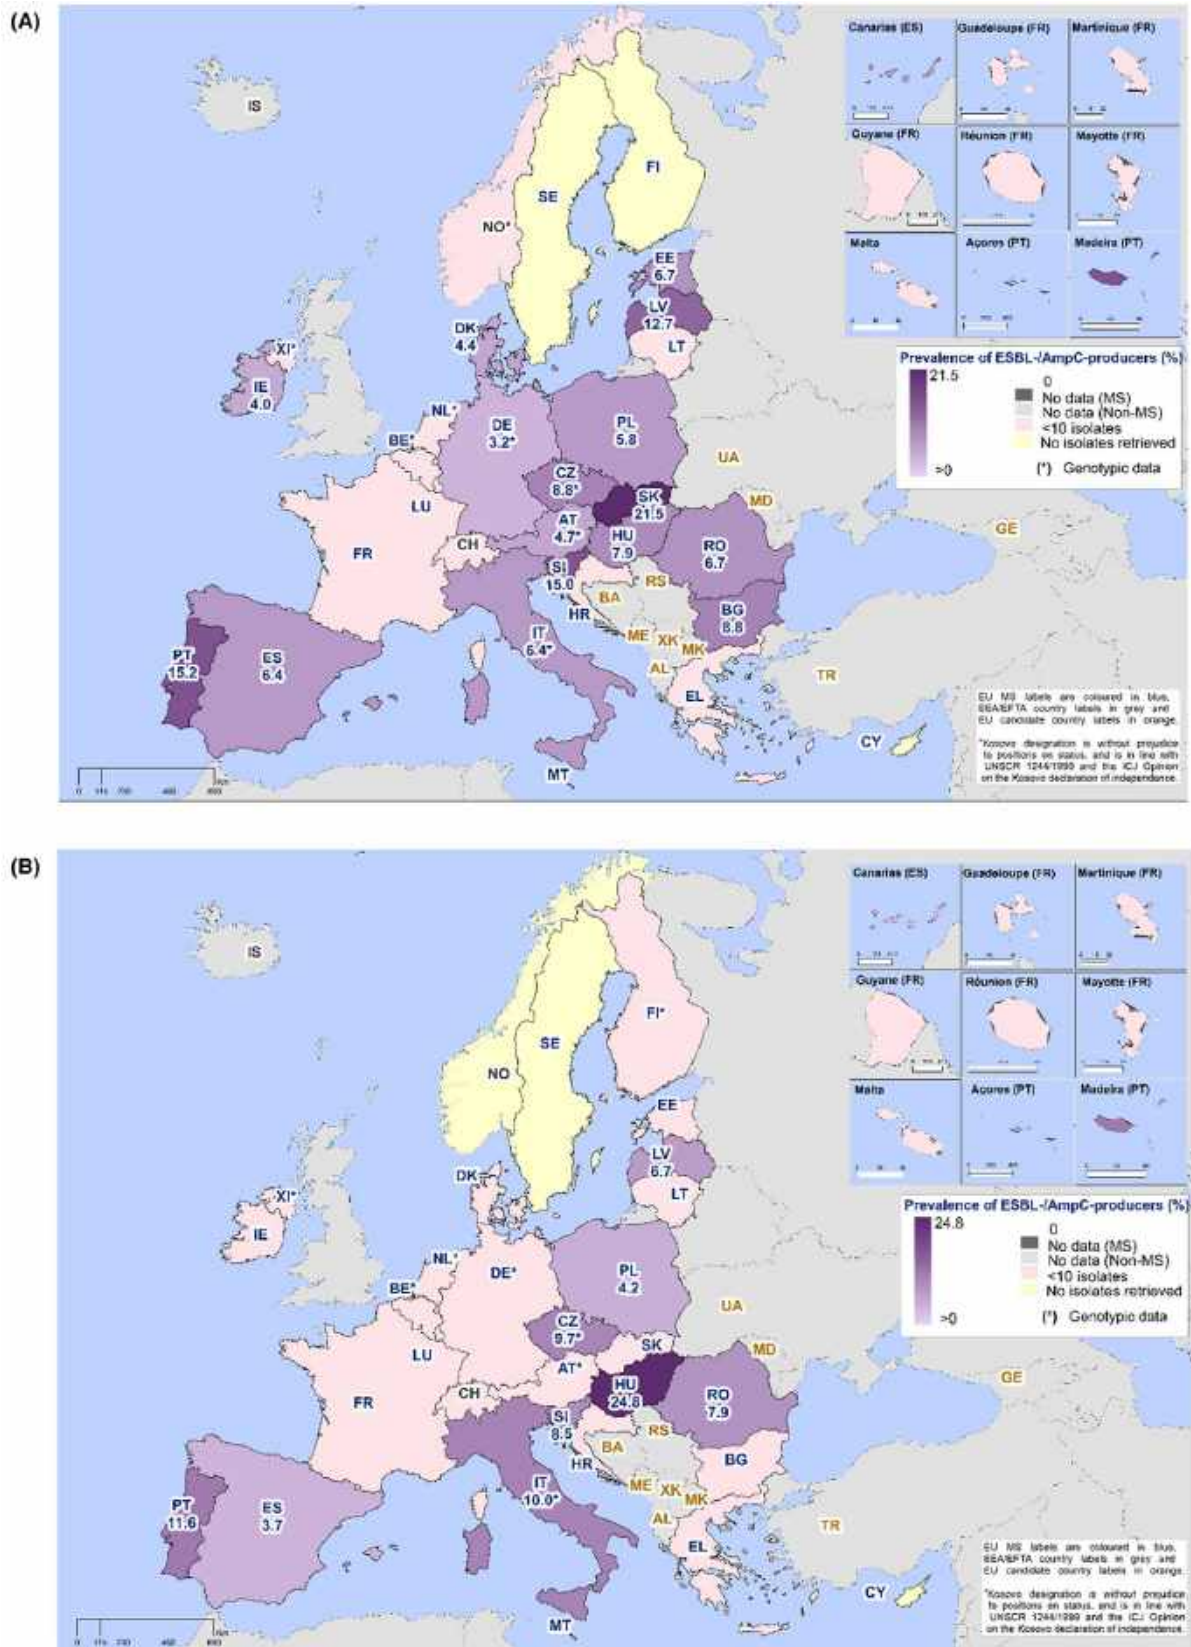 (A)
Canarias (ES)
Guadeloupe (FR)
Martinique (FR)
IS
Guyane (FR)
Réunion (FR)
Mayotte (FR)
FI
SE
NO*
Malta
Açores (PT)
Madeira (PT)
EE
6.7
LV
12.7
DK
4.4
LT
XI*
Prevalence of ESBL-/AmpC-producers (%)
21.5
0
No data (MS)
No data (Non-MS)
<10 isolates
No isolates retrieved
>0
(*) Genotypic data
IE
4.0
NL*
DE
3.2*
PL
5.8
BE*
UA
CZ
8.8*
SK
21.5
MD
LU
AT
4.7*
GE
HU
7.9
CH
RO
6.7
FR
SI
15.0
RS
BA
HR
BG
8.8
IT
6.4*
ME
XK
MK
PT
15.2
ES
6.4
AL
TR
EL
EU MS labels are coloured in blue,
EEA/EFTA country labels in grey and
EU candidate country labels in orange.
CY
*Kosovo designation is without prejudice
to positions on status, and is in line with
UNSCR 1244/1999 and the ICJ Opinion
on the Kosovo declaration of independence.
MT
(B)
Canarias (ES)
Guadeloupe (FR)
Martinique (FR)
IS
Guyane (FR)
Réunion (FR)
Mayotte (FR)
FI*
SE
NO
Malta
Açores (PT)
Madeira (PT)
EE
LV
6.7
DK
LT
XI*
Prevalence of ESBL-/AmpC-producers (%)
24.8
0
No data (MS)
No data (Non-MS)
<10 isolates
No isolates retrieved
>0
(*) Genotypic data
IE
NL*
DE*
PL
4.2
BE*
UA
CZ
9.7*
SK
MD
LU
AT*
GE
HU
24.8
CH
RO
7.9
FR
SI
8.5
RS
BA
HR
BG
IT
10.0*
ME
XK
MK
PT
11.6
ES
3.7
AL
TR
EL
EU MS labels are coloured in blue,
EEA/EFTA country labels in grey and
EU candidate country labels in orange.
CY
*Kosovo designation is without prejudice
to positions on status, and is in line with
UNSCR 1244/1999 and the ICJ Opinion
on the Kosovo declaration of independence.
MT